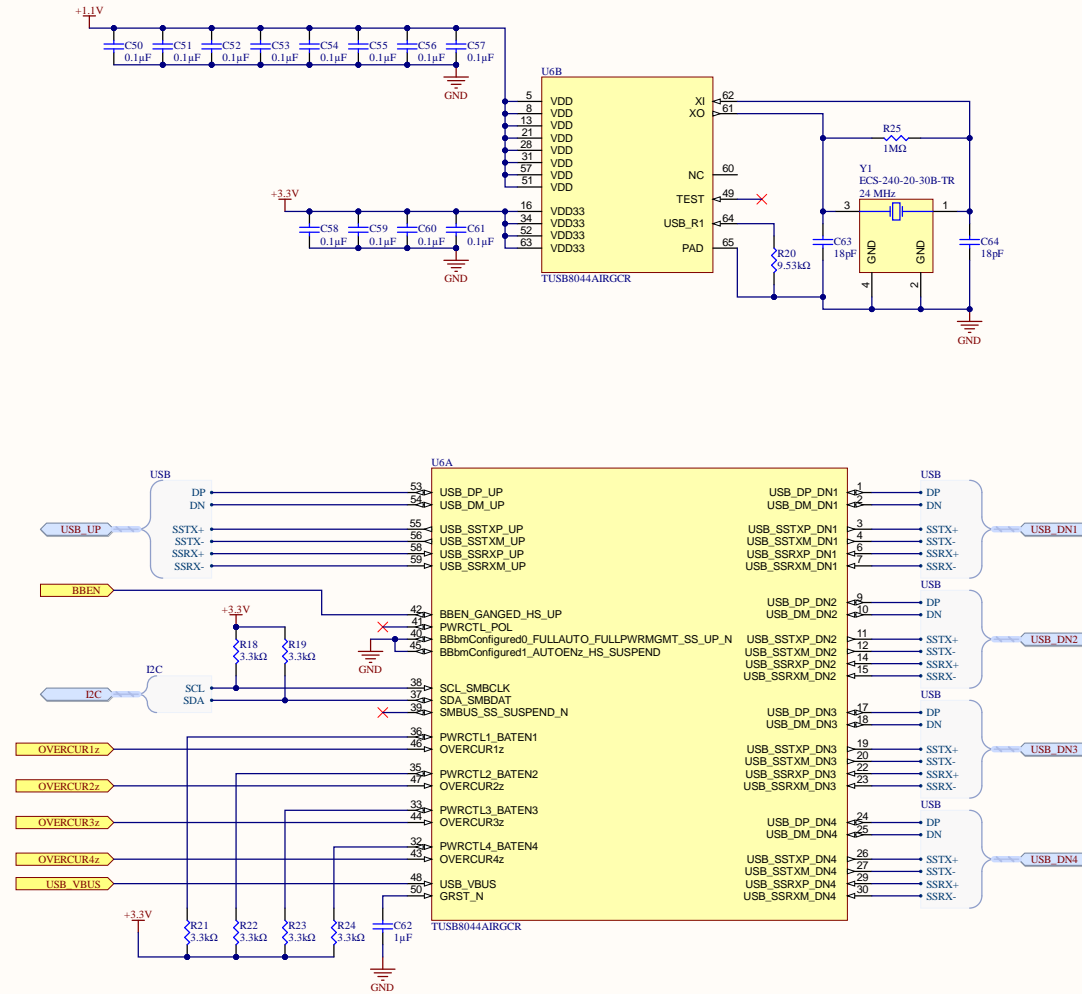 +1.1V
C50 C51 C52 C53 C54 C55 C56 C57
0.1µF 0.1µF 0.1µF 0.1µF 0.1µF 0.1µF 0.1µF 0.1µF
GND
U6B
5 VDD
8 VDD
13 VDD
21 VDD
28 VDD
31 VDD
57 VDD
51 VDD
16 VDD33
34 VDD33
52 VDD33
63 VDD33
XI 62
XO 61
NC 60
TEST 49
USB_R1 64
PAD 65
TUSB8044AIRGCR
+3.3V
C58 C59 C60 C61
0.1µF 0.1µF 0.1µF 0.1µF
GND
R20
9.53kΩ
R25
1MΩ
Y1
ECS-240-20-30B-TR
24 MHz
3 1
GND GND
4 2
C63
18pF
C64
18pF
GND
U6A
USB
DP
DN
SSTX+
SSTX-
SSRX+
SSRX-
USB_UP
BBEN
+3.3V
R18
3.3kΩ
R19
3.3kΩ
GND
I2C
SCL
SDA
I2C
OVERCUR1z
OVERCUR2z
OVERCUR3z
OVERCUR4z
USB_VBUS
+3.3V
R21 R22 R23 R24
3.3kΩ 3.3kΩ 3.3kΩ 3.3kΩ
C62
1µF
GND
53 USB_DP_UP
54 USB_DM_UP
55 USB_SSTXP_UP
56 USB_SSTXM_UP
58 USB_SSRXP_UP
59 USB_SSRXM_UP
42 BBEN_GANGED_HS_UP
41 PWRCTL_POL
40 BBbmConfigured0_FULLAUTO_FULLPWRMGMT_SS_UP_N
45 BBbmConfigured1_AUTOENz_HS_SUSPEND
38 SCL_SMBCLK
37 SDA_SMBDAT
39 SMBUS_SS_SUSPEND_N
36 PWRCTL1_BATEN1
46 OVERCUR1z
35 PWRCTL2_BATEN2
47 OVERCUR2z
33 PWRCTL3_BATEN3
44 OVERCUR3z
32 PWRCTL4_BATEN4
43 OVERCUR4z
48 USB_VBUS
50 GRST_N
TUSB8044AIRGCR
USB_DP_DN1 1
USB_DM_DN1 2
USB_SSTXP_DN1 3
USB_SSTXM_DN1 4
USB_SSRXP_DN1 6
USB_SSRXM_DN1 7
USB_DP_DN2 9
USB_DM_DN2 10
USB_SSTXP_DN2 11
USB_SSTXM_DN2 12
USB_SSRXP_DN2 14
USB_SSRXM_DN2 15
USB_DP_DN3 17
USB_DM_DN3 18
USB_SSTXP_DN3 19
USB_SSTXM_DN3 20
USB_SSRXP_DN3 22
USB_SSRXM_DN3 23
USB_DP_DN4 24
USB_DM_DN4 25
USB_SSTXP_DN4 26
USB_SSTXM_DN4 27
USB_SSRXP_DN4 29
USB_SSRXM_DN4 30
USB
DP
DN
SSTX+
SSTX-
SSRX+
SSRX-
USB_DN1
USB
DP
DN
SSTX+
SSTX-
SSRX+
SSRX-
USB_DN2
USB
DP
DN
SSTX+
SSTX-
SSRX+
SSRX-
USB_DN3
USB
DP
DN
SSTX+
SSTX-
SSRX+
SSRX-
USB_DN4